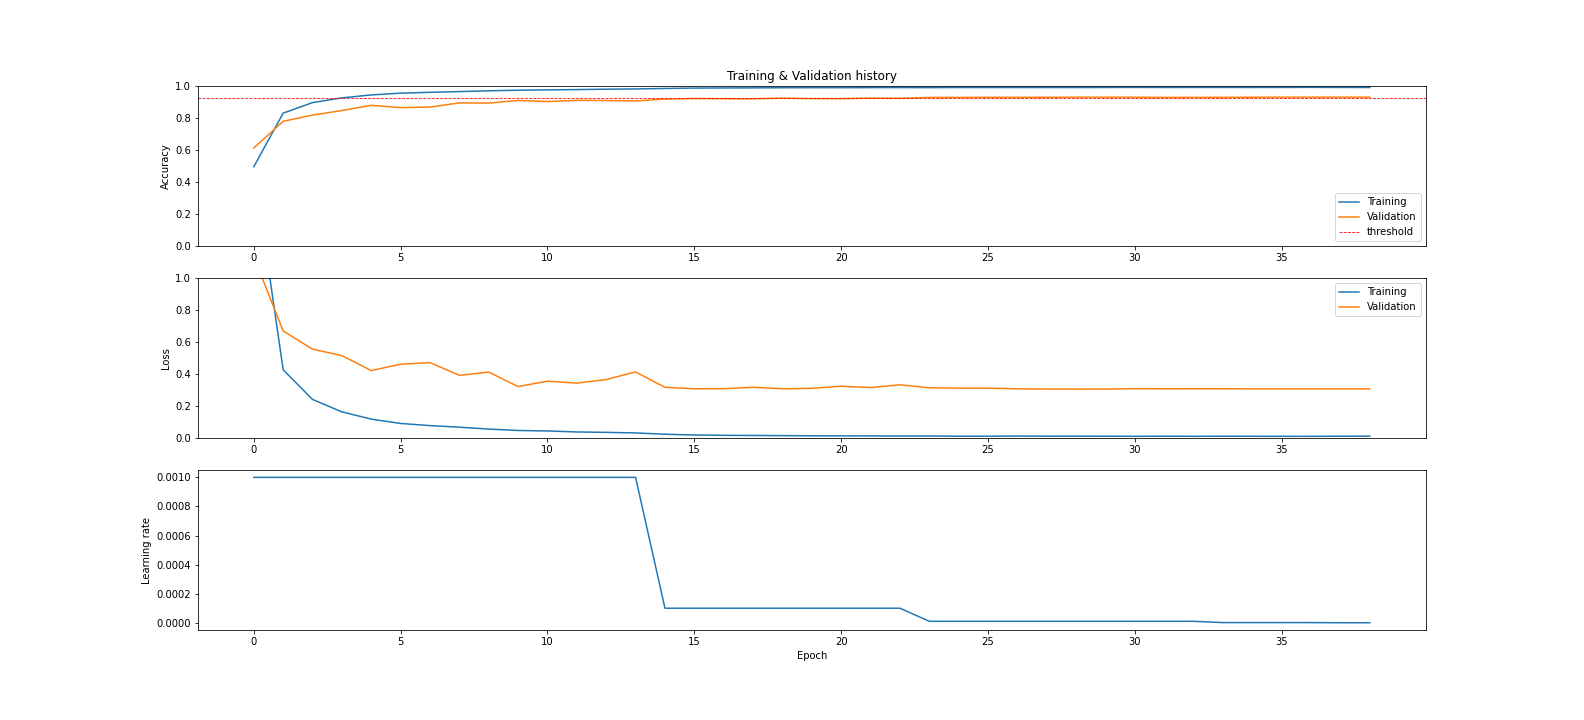 Training & Validation history
Accuracy
1.0
0.8
0.6
0.4
0.2
0.0
Training
Validation
threshold
0 5 10 15 20 25 30 35
Loss
1.0
0.8
0.6
0.4
0.2
0.0
Training
Validation
0 5 10 15 20 25 30 35
Learning rate
0.0010
0.0008
0.0006
0.0004
0.0002
0.0000
0 5 10 15 20 25 30 35
Epoch